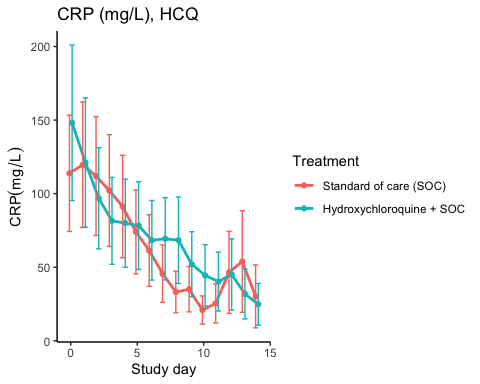 CRP (mg/L), HCQ
200
150
100
50
0
CRP(mg/L)
0 5 10 15
Study day
Treatment
Standard of care (SOC)
Hydroxychloroquine + SOC